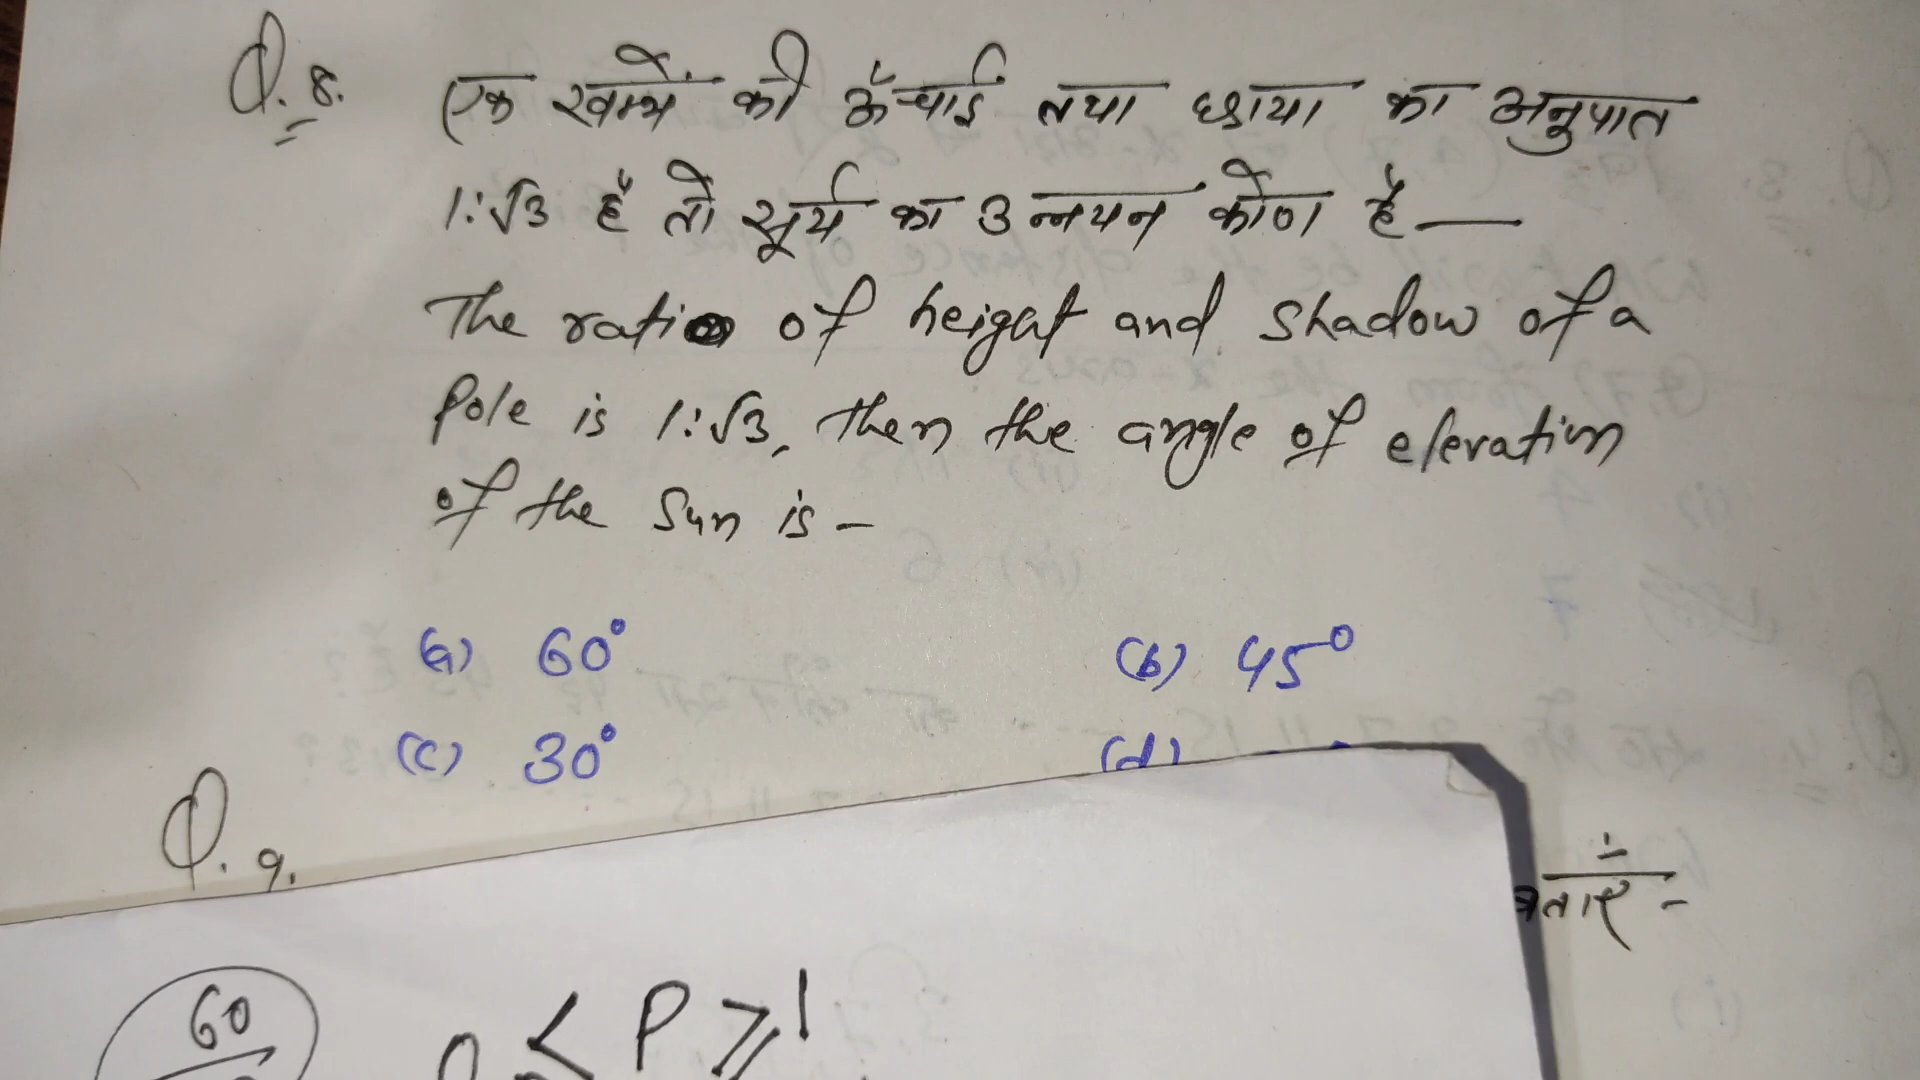 Q.8. एक खम्भें की ऊँचाई तथा छाया का अनुपात
1:√3 है तो सूर्य का उन्नयन कोण है —
The ratio of height and shadow of a
Pole is 1:√3, then the angle of elevation
of the Sun is -
(a) 60° (b) 45°
(c) 30° (d)
Q.9.
60
< P ≥ 1